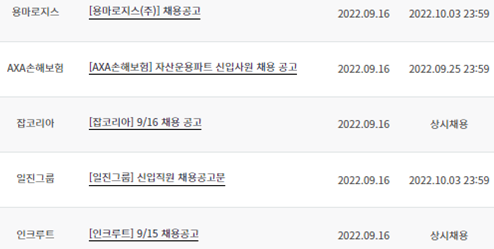 용마로지스 [용마로지스(주)] 채용공고 2022.09.16 2022.10.03 23:59
AXA손해보험 [AXA손해보험] 자산운용파트 신입사원 채용 공고 2022.09.16 2022.09.25 23:59
잡코리아 [잡코리아] 9/16 채용 공고 2022.09.16 상시채용
일진그룹 [일진그룹] 신입직원 채용공고문 2022.09.16 2022.10.03 23:59
인크루트 [인크루트] 9/15 채용공고 2022.09.16 상시채용